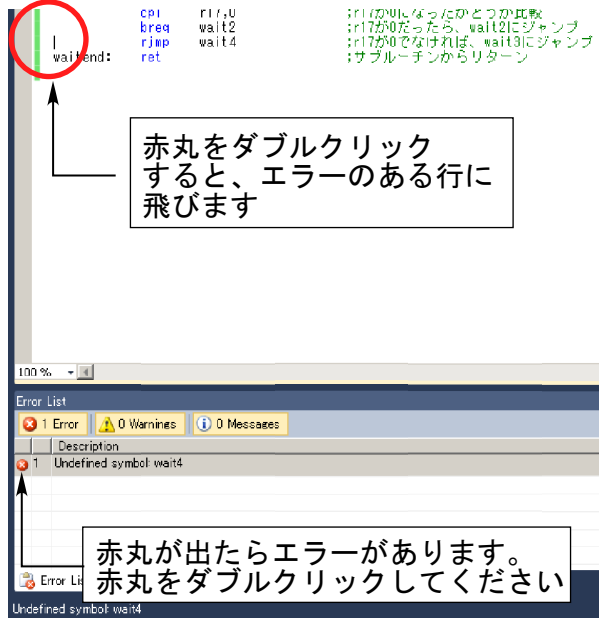 cpi r17,0 ;r17が0になったかどうか比較
breq wait2 ;r17が0だったら、wait2にジャンプ
rjmp wait4 ;r17が0でなければ、wait3にジャンプ
waitend: ret ;サブルーチンからリターン
赤丸をダブルクリック
すると、エラーのある行に
飛びます
100 %
Error List
1 Error 0 Warnings 0 Messages
Description
1 Undefined symbol: wait4
赤丸が出たらエラーがあります。
赤丸をダブルクリックしてください
Error Lis
Undefined symbol: wait4